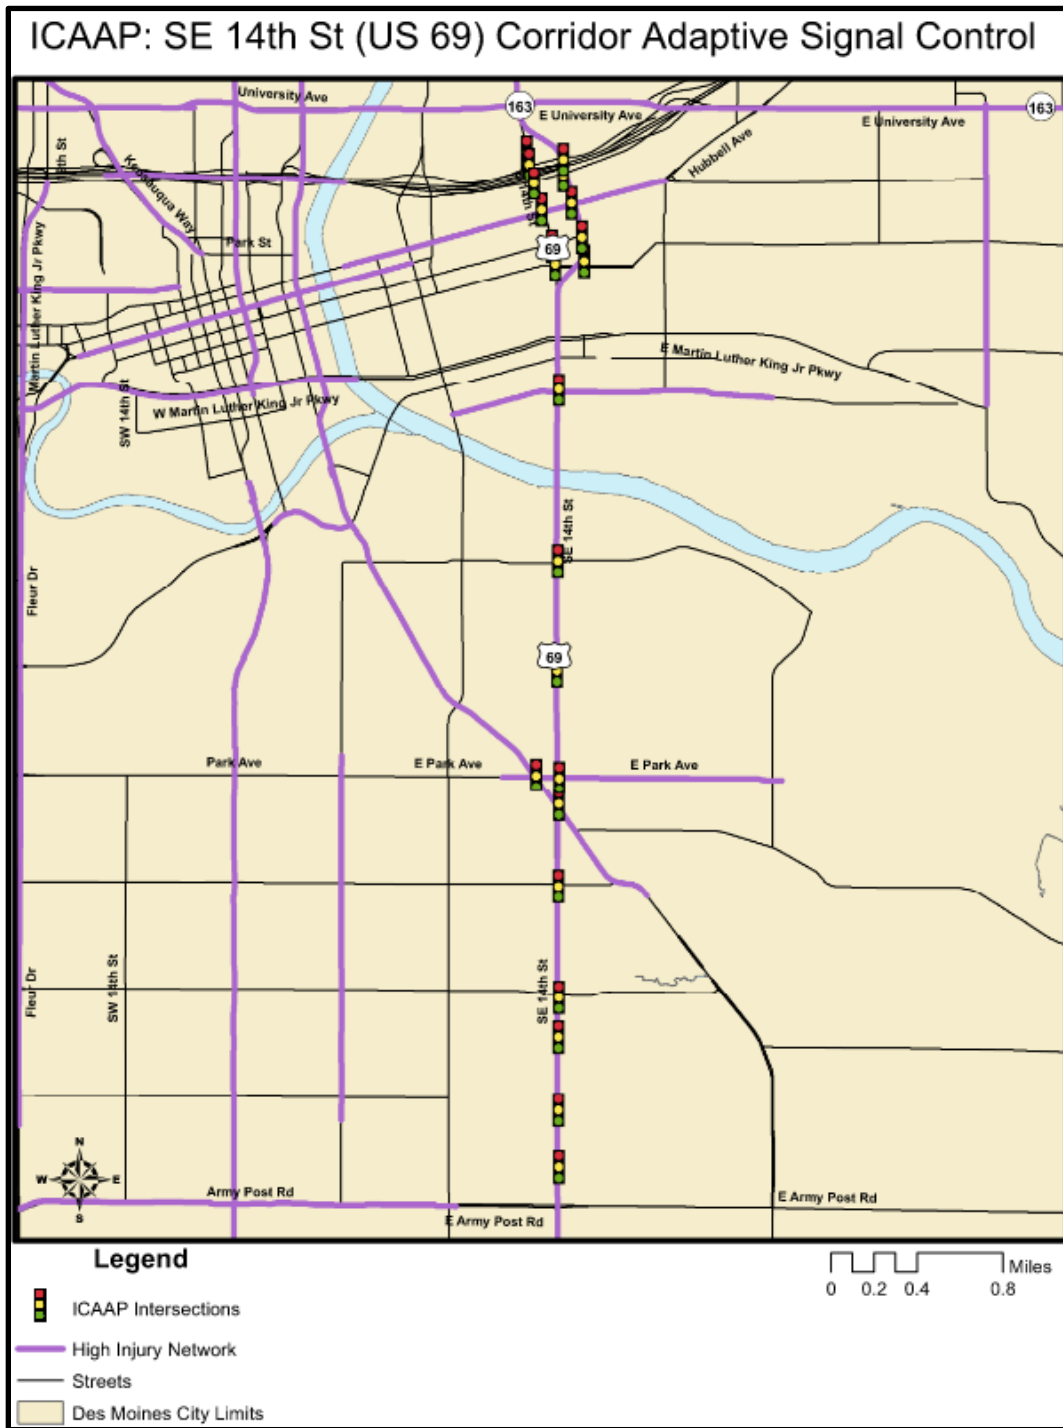 ICAAP: SE 14th St (US 69) Corridor Adaptive Signal Control
University Ave
163
E University Ave
E University Ave
163
8th St
Keosauqua Way
Hubbell Ave
14th St
Park St
69
Martin Luther King Jr Pkwy
E Martin Luther King Jr Pkwy
W Martin Luther King Jr Pkwy
SW 14th St
SE 14th St
Fleur Dr
69
Park Ave
E Park Ave
E Park Ave
Fleur Dr
SW 14th St
SE 14th St
N
W E
S
Army Post Rd
E Army Post Rd
E Army Post Rd
Legend
ICAAP Intersections
High Injury Network
Streets
Des Moines City Limits
Miles
0 0.2 0.4 0.8